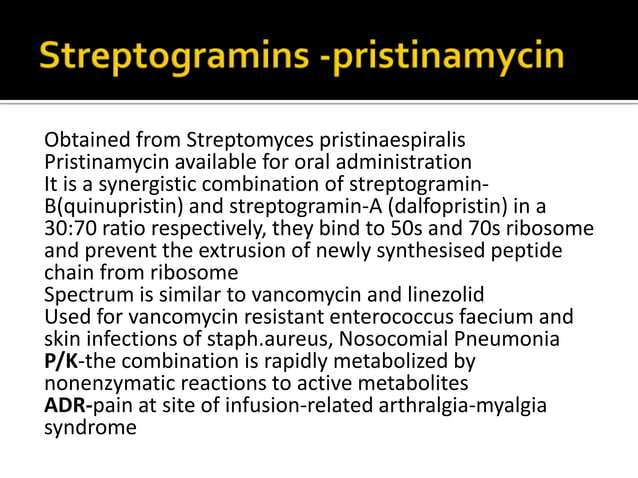 Streptogramins -pristinamycin
Obtained from Streptomyces pristinaespiralis
Pristinamycin available for oral administration
It is a synergistic combination of streptogramin-
B(quinupristin) and streptogramin-A (dalfopristin) in a
30:70 ratio respectively, they bind to 50s and 70s ribosome
and prevent the extrusion of newly synthesised peptide
chain from ribosome
Spectrum is similar to vancomycin and linezolid
Used for vancomycin resistant enterococcus faecium and
skin infections of staph.aureus, Nosocomial Pneumonia
P/K-the combination is rapidly metabolized by
nonenzymatic reactions to active metabolites
ADR-pain at site of infusion-related arthralgia-myalgia
syndrome